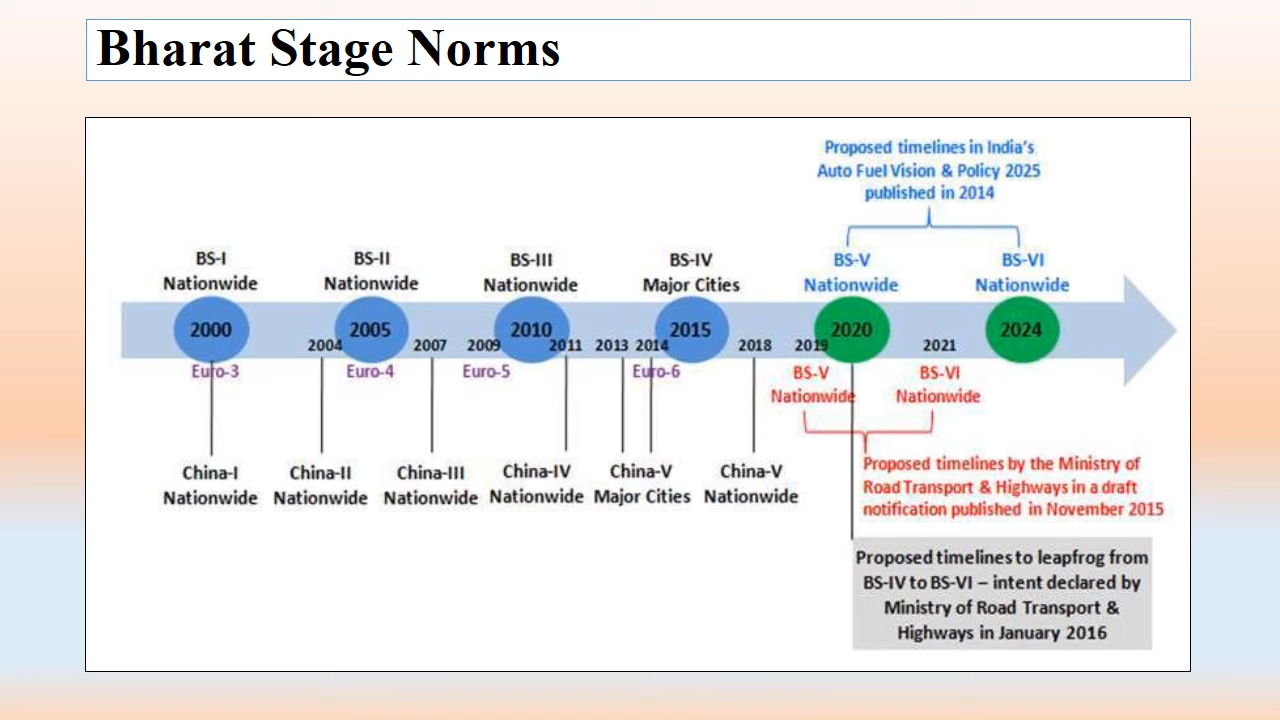 Bharat Stage Norms
Proposed timelines in India's
Auto Fuel Vision & Policy 2025
published in 2014
BS-I
Nationwide
BS-II
Nationwide
BS-III
Nationwide
BS-IV
Major Cities
BS-V
Nationwide
BS-VI
Nationwide
2000
2005
2010
2015
2020
2024
2004
2007
2009
2011
2013
2014
2018
2019
2021
Euro-3
Euro-4
Euro-5
Euro-6
BS-V
Nationwide
BS-VI
Nationwide
China-I
Nationwide
China-II
Nationwide
China-III
Nationwide
China-IV
Nationwide
China-V
Major Cities
China-V
Nationwide
Proposed timelines by the Ministry of
Road Transport & Highways in a draft
notification published in November 2015
Proposed timelines to leapfrog from
BS-IV to BS-VI – intent declared by
Ministry of Road Transport &
Highways in January 2016